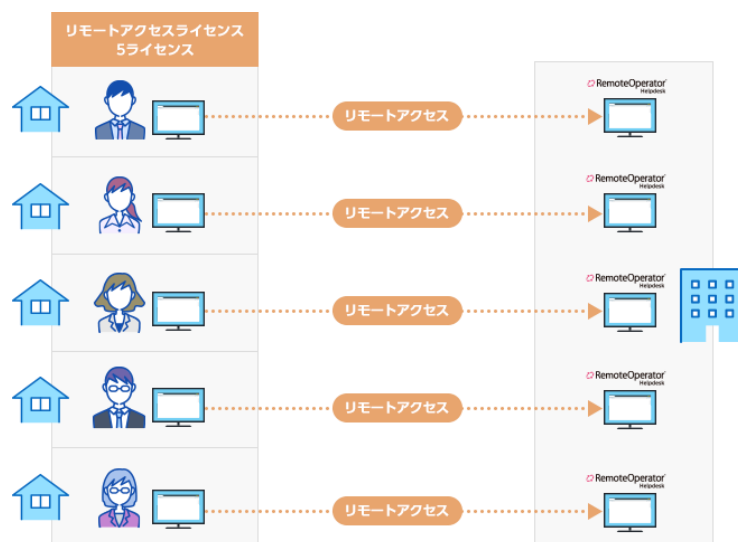 リモートアクセスライセンス
5ライセンス
RemoteOperator
Helpdesk
リモートアクセス
RemoteOperator
Helpdesk
リモートアクセス
RemoteOperator
Helpdesk
リモートアクセス
RemoteOperator
Helpdesk
リモートアクセス
RemoteOperator
Helpdesk
リモートアクセス